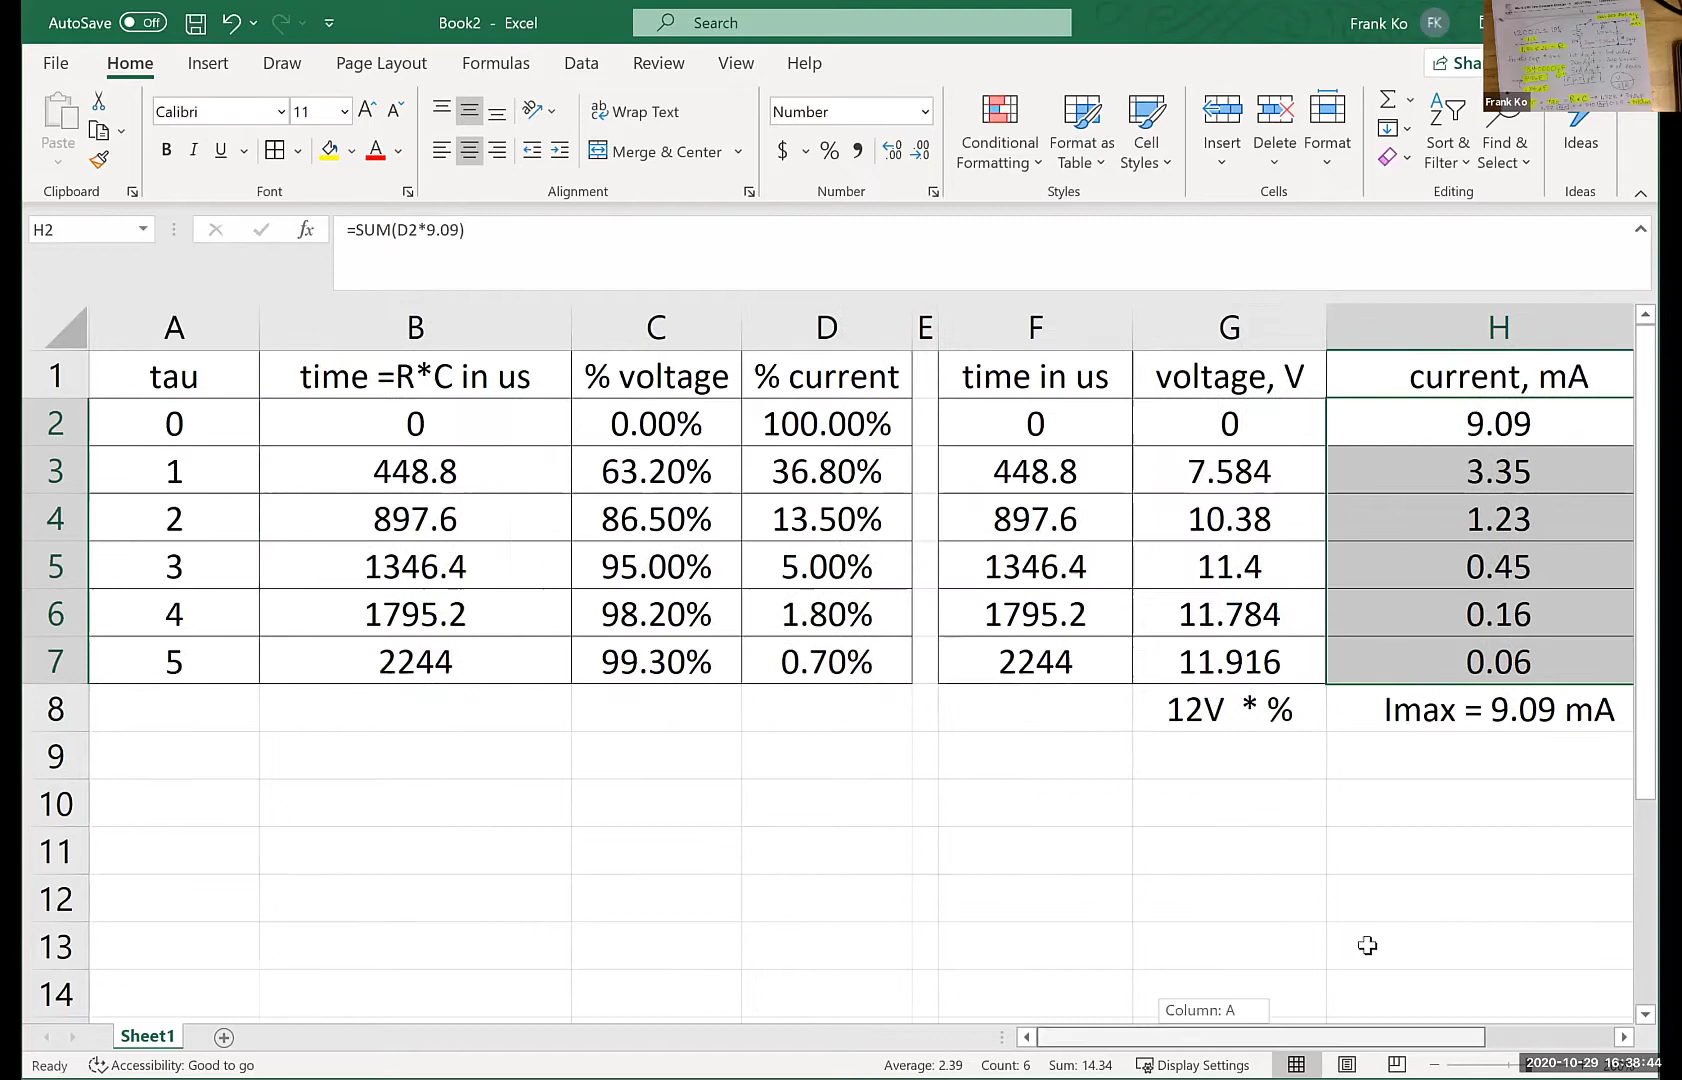 AutoSave Off Book2 - Excel Search Frank Ko FK
File Home Insert Draw Page Layout Formulas Data Review View Help Sha
Paste Calibri 11 Wrap Text Number Conditional Formatting Format as Table Cell Styles Insert Delete Format Sort & Filter Find & Select Ideas
B I U A Merge & Center $ % , .00
Clipboard Font Alignment Number Styles Cells Editing Ideas
Frank Ko
H2 fx =SUM(D2*9.09)
A B C D E F G H
1 tau time =R*C in us % voltage % current time in us voltage, V current, mA
2 0 0 0.00% 100.00% 0 0 9.09
3 1 448.8 63.20% 36.80% 448.8 7.584 3.35
4 2 897.6 86.50% 13.50% 897.6 10.38 1.23
5 3 1346.4 95.00% 5.00% 1346.4 11.4 0.45
6 4 1795.2 98.20% 1.80% 1795.2 11.784 0.16
7 5 2244 99.30% 0.70% 2244 11.916 0.06
8 12V * % Imax = 9.09 mA
9
10
11
12
13
14
Column: A
Sheet1
Ready Accessibility: Good to go Average: 2.39 Count: 6 Sum: 14.34 Display Settings 2020-10-29 16:38:44